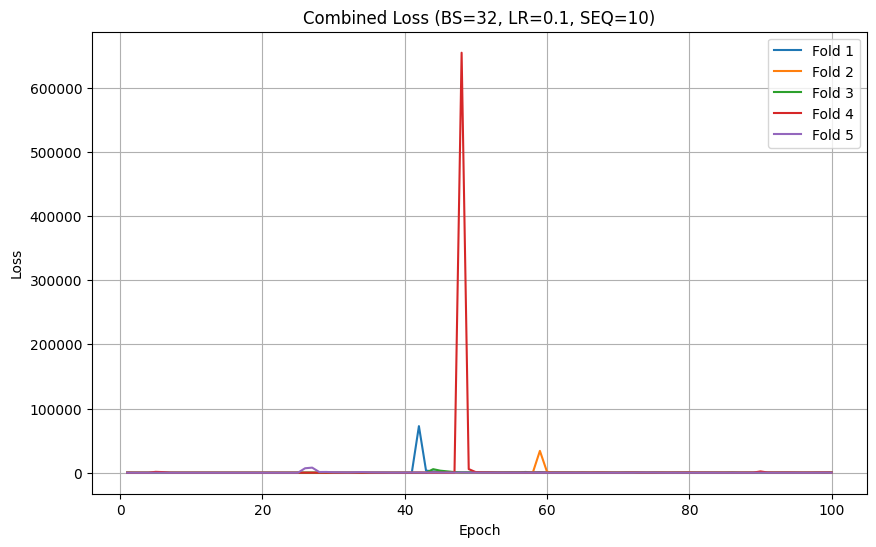 Combined Loss (BS=32, LR=0.1, SEQ=10)
Fold 1
Fold 2
Fold 3
Fold 4
Fold 5
600000
500000
400000
300000
200000
100000
0
Loss
0 20 40 60 80 100
Epoch